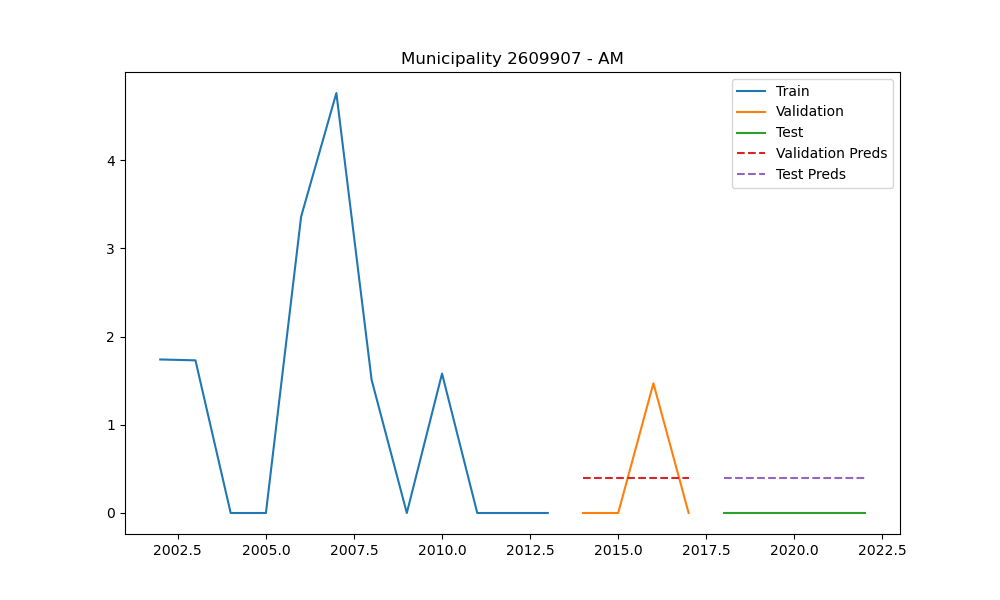 Municipality 2609907 - AM
Train
Validation
Test
Validation Preds
Test Preds
4
3
2
1
0
2002.5 2005.0 2007.5 2010.0 2012.5 2015.0 2017.5 2020.0 2022.5